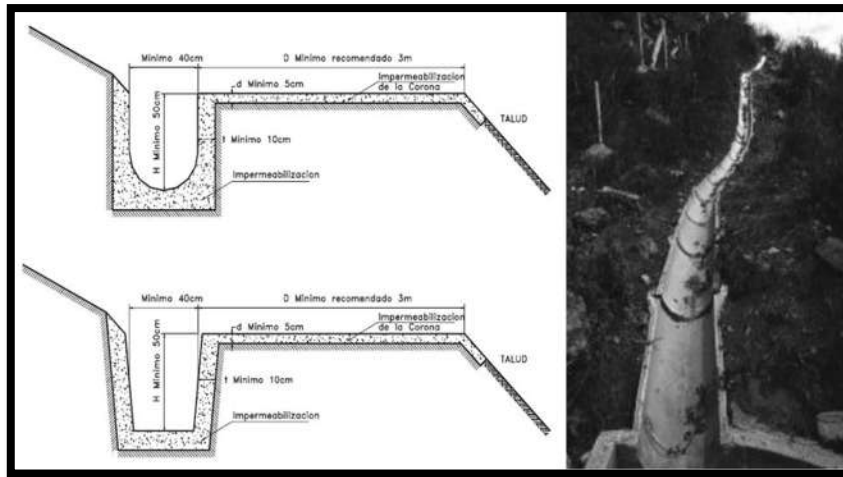 Minimo 40cm
D Minimo recomendado 3m
d Minimo 5cm
Impermeabilizacion
de la Corona
H Minimo 50cm
t Minimo 10cm
TALUD
Impermeabilizacion
Minimo 40cm
D Minimo recomendado 3m
d Minimo 5cm
Impermeabilizacion
de la Corona
H Minimo 50cm
t Minimo 10cm
TALUD
Impermeabilizacion